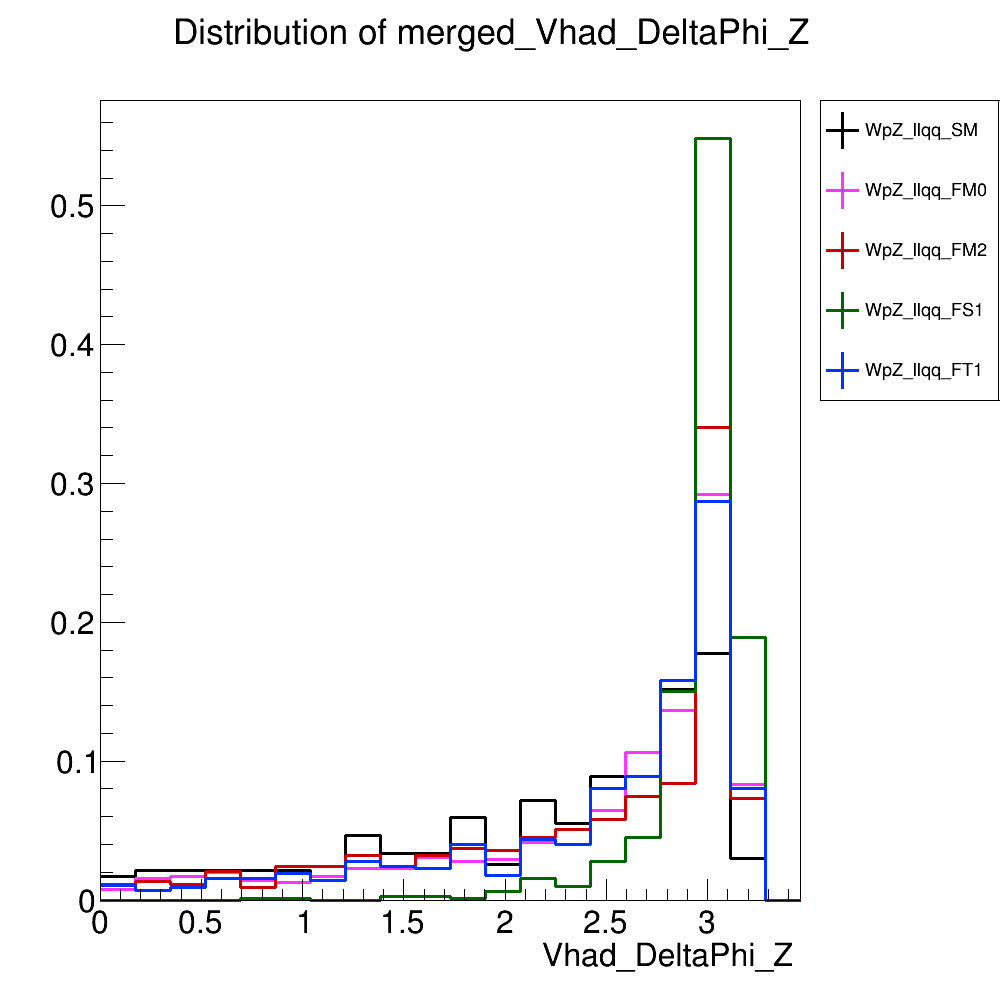 Distribution of merged_Vhad_DeltaPhi_Z
WpZ_llqq_SM
WpZ_llqq_FM0
WpZ_llqq_FM2
WpZ_llqq_FS1
WpZ_llqq_FT1
0.5
0.4
0.3
0.2
0.1
0
0 0.5 1 1.5 2 2.5 3
Vhad_DeltaPhi_Z